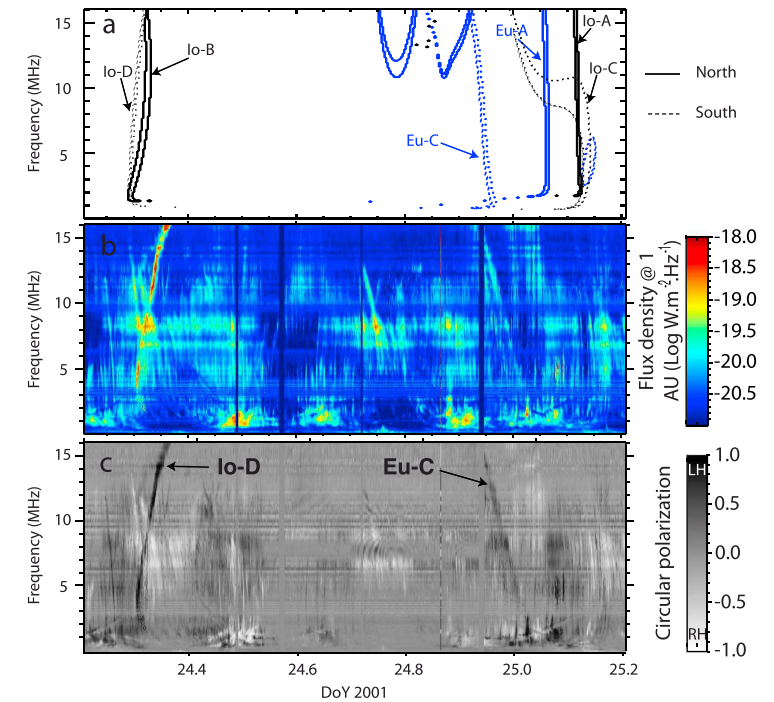 a
15
10
5
Frequency (MHz)
Io-D
Io-B
Eu-C
Eu-A
Io-A
Io-C
North
South
b
15
10
5
Frequency (MHz)
-18.0
-18.5
-19.0
-19.5
-20.0
-20.5
Flux density @ 1
AU (Log W.m-2.Hz-1)
c
15
10
5
Frequency (MHz)
Io-D
Eu-C
24.4
24.6
24.8
25.0
25.2
DoY 2001
1.0
0.5
0.0
-0.5
-1.0
LH
RH
Circular polarization